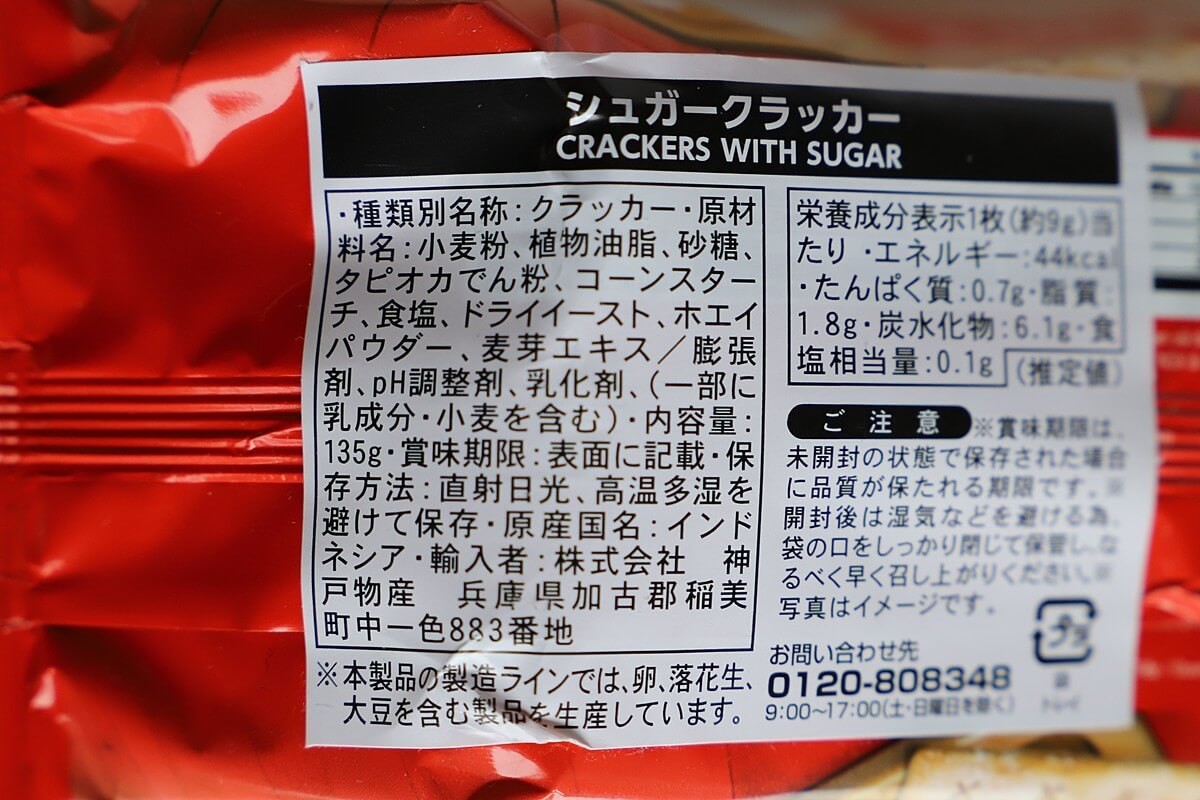 シュガークラッカー
CRACKERS WITH SUGAR
・種類別名称：クラッカー・原材
料名：小麦粉、植物油脂、砂糖、
タピオカでん粉、コーンスター
チ、食塩、ドライイースト、ホエイ
パウダー、麦芽エキス／膨張
剤、pH調整剤、乳化剤、（一部に
乳成分・小麦を含む）・内容量：
135g・賞味期限：表面に記載・保
存方法：直射日光、高温多湿を
避けて保存・原産国名：インド
ネシア・輸入者：株式会社　神
戸物産　兵庫県加古郡稲美
町中一色883番地
※本製品の製造ラインでは、卵、落花生、
大豆を含む製品を生産しています。
栄養成分表示1枚（約9g）当
たり・エネルギー：44kcal
・たんぱく質：0.7g・脂質：
1.8g・炭水化物：6.1g・食
塩相当量：0.1g（推定値）
ご注意 ※賞味期限は、
未開封の状態で保存された場合
に品質が保たれる期限です。※
開封後は湿気などを避ける為、
袋の口をしっかり閉じて保管し、な
るべく早く召し上がりください。※
写真はイメージです。
お問い合わせ先
0120-808348
9:00～17:00（土・日曜日を除く）
プラ
袋
トレイ